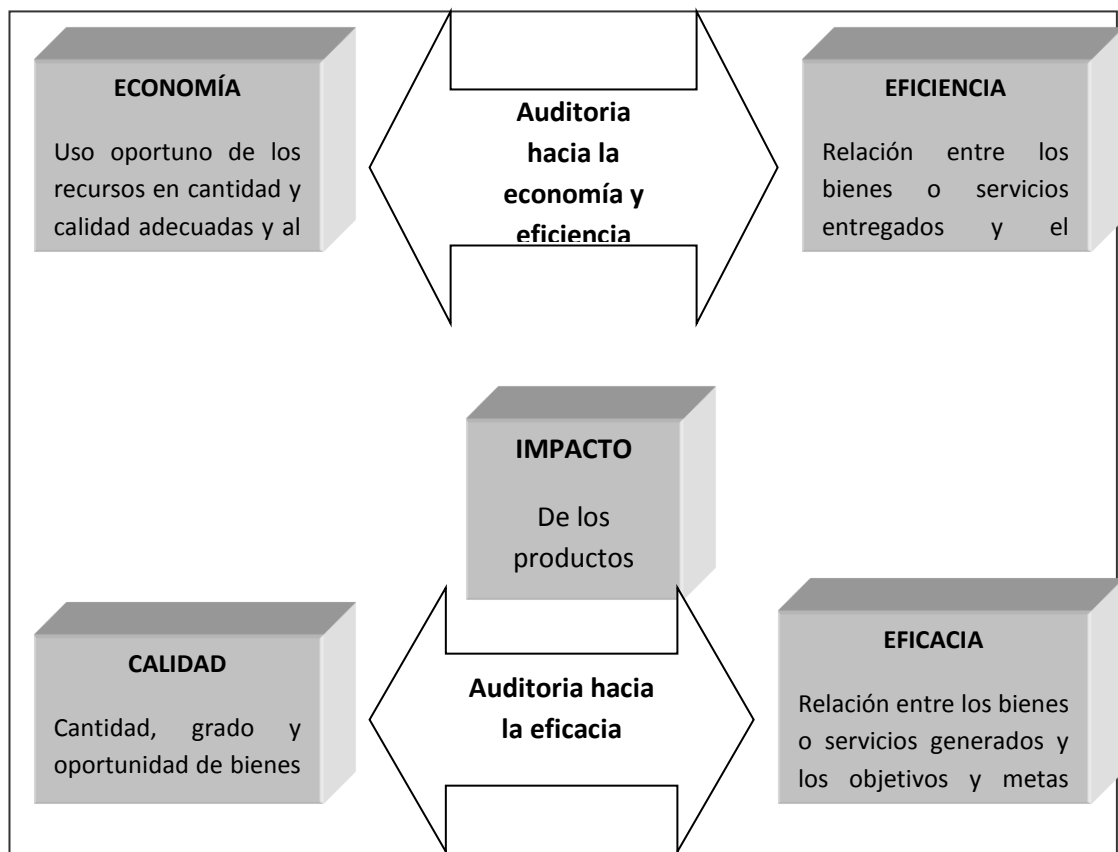 ECONOMÍA
Uso oportuno de los
recursos en cantidad y
calidad adecuadas y al
Auditoria
hacia la
economía y
eficiencia
EFICIENCIA
Relación entre los
bienes o servicios
entregados y el
IMPACTO
De los
productos
CALIDAD
Cantidad, grado y
oportunidad de bienes
Auditoria hacia
la eficacia
EFICACIA
Relación entre los bienes
o servicios generados y
los objetivos y metas